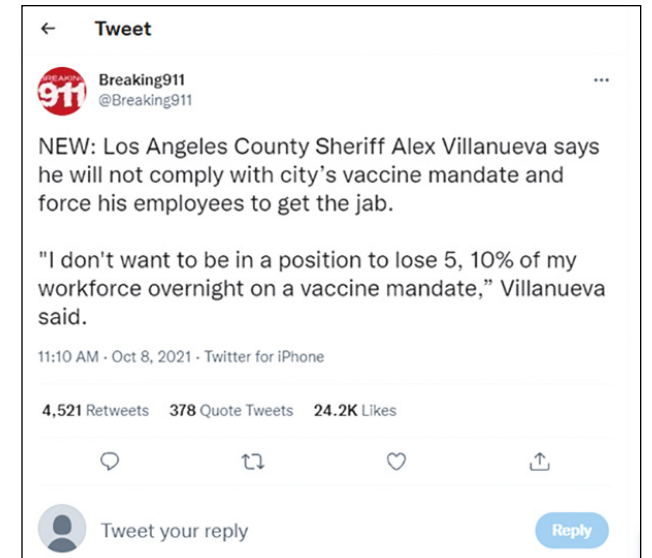 Tweet
BREAKING
911
Breaking911
@Breaking911
NEW: Los Angeles County Sheriff Alex Villanueva says
he will not comply with city’s vaccine mandate and
force his employees to get the jab.
"I don't want to be in a position to lose 5, 10% of my
workforce overnight on a vaccine mandate,” Villanueva
said.
11:10 AM · Oct 8, 2021 · Twitter for iPhone
4,521 Retweets 378 Quote Tweets 24.2K Likes
Tweet your reply
Reply